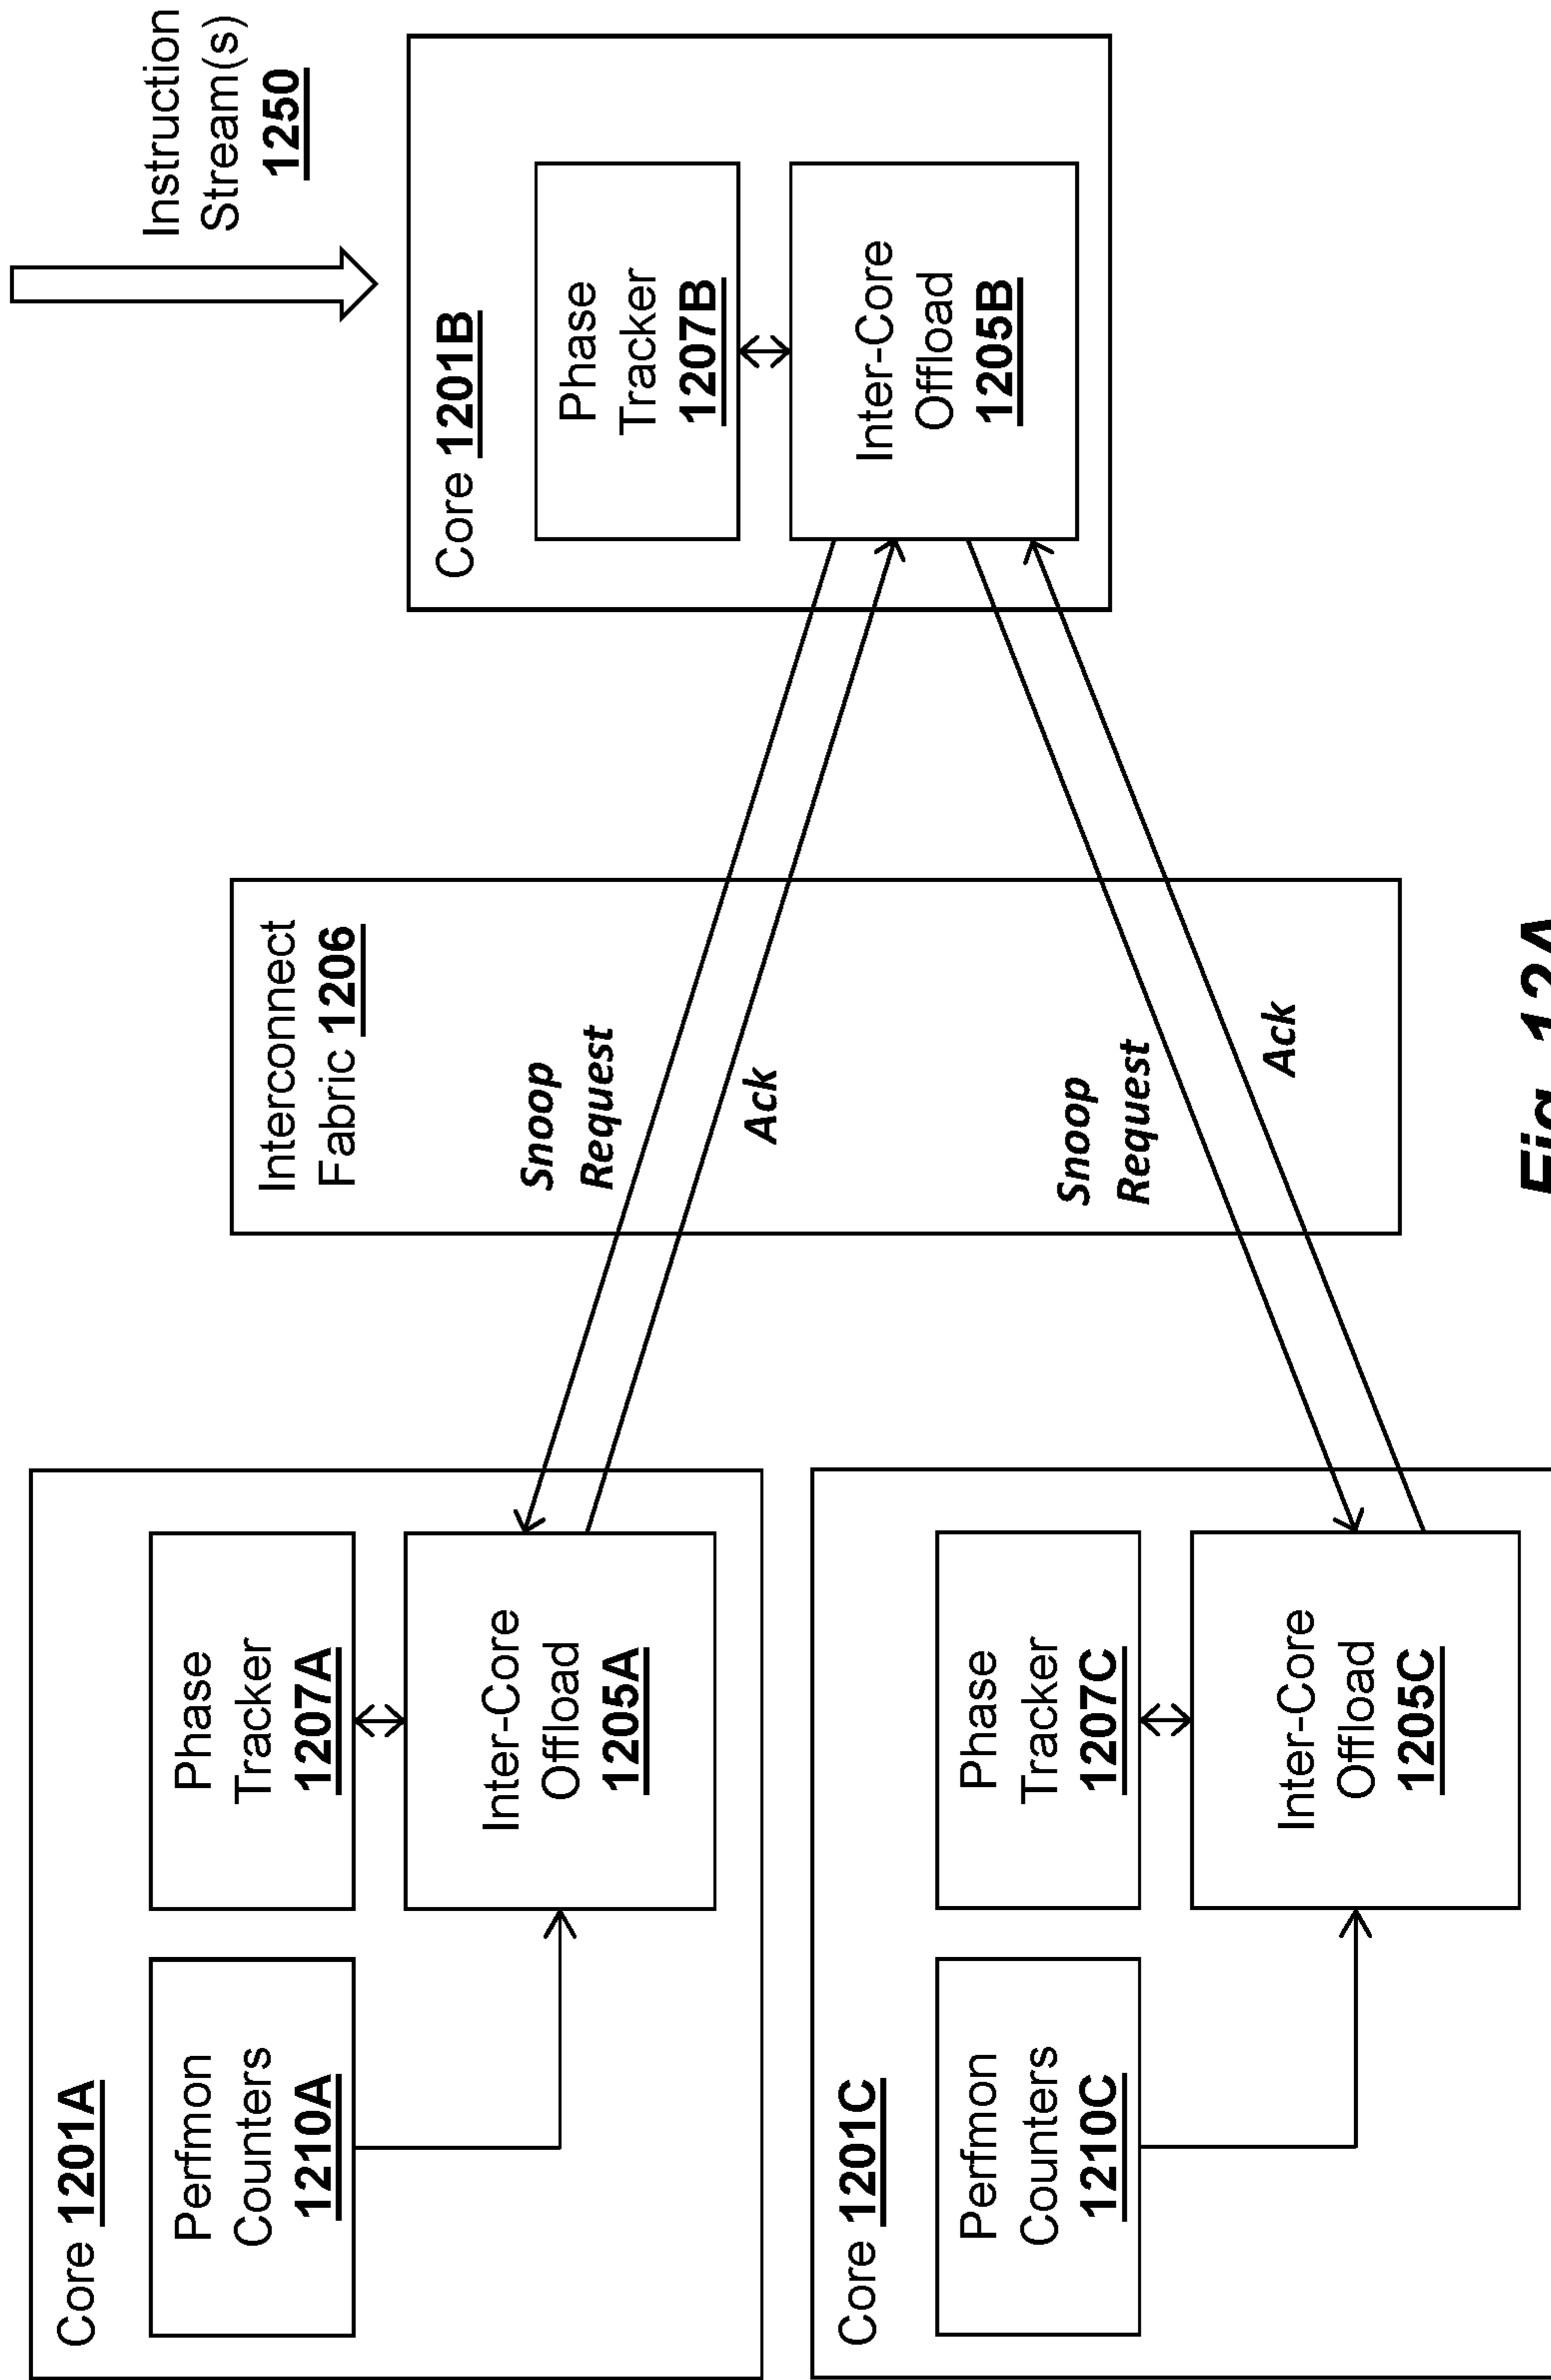 Core 1201A
Perfmon
Counters
1210A
Phase
Tracker
1207A
Inter-Core
Offload
1205A
Core 1201C
Perfmon
Counters
1210C
Phase
Tracker
1207C
Inter-Core
Offload
1205C
Interconnect
Fabric 1206
Snoop
Request
Ack
Snoop
Request
Ack
Instruction
Stream(s)
1250
Core 1201B
Phase
Tracker
1207B
Inter-Core
Offload
1205B
Fig. 12A